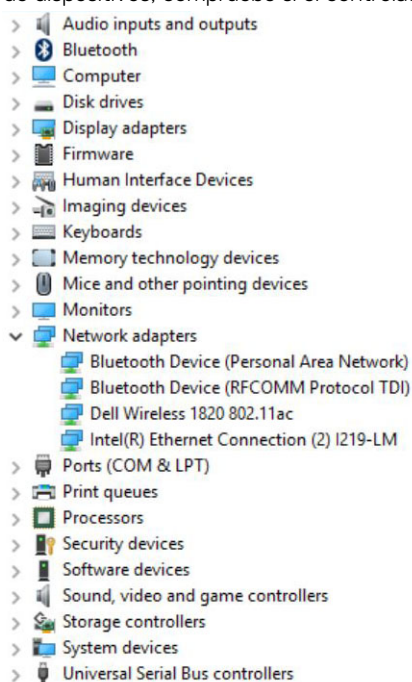 Audio inputs and outputs
Bluetooth
Computer
Disk drives
Display adapters
Firmware
Human Interface Devices
Imaging devices
Keyboards
Memory technology devices
Mice and other pointing devices
Monitors
Network adapters
Bluetooth Device (Personal Area Network)
Bluetooth Device (RFCOMM Protocol TDI)
Dell Wireless 1820 802.11ac
Intel(R) Ethernet Connection (2) I219-LM
Ports (COM & LPT)
Print queues
Processors
Security devices
Software devices
Sound, video and game controllers
Storage controllers
System devices
Universal Serial Bus controllers